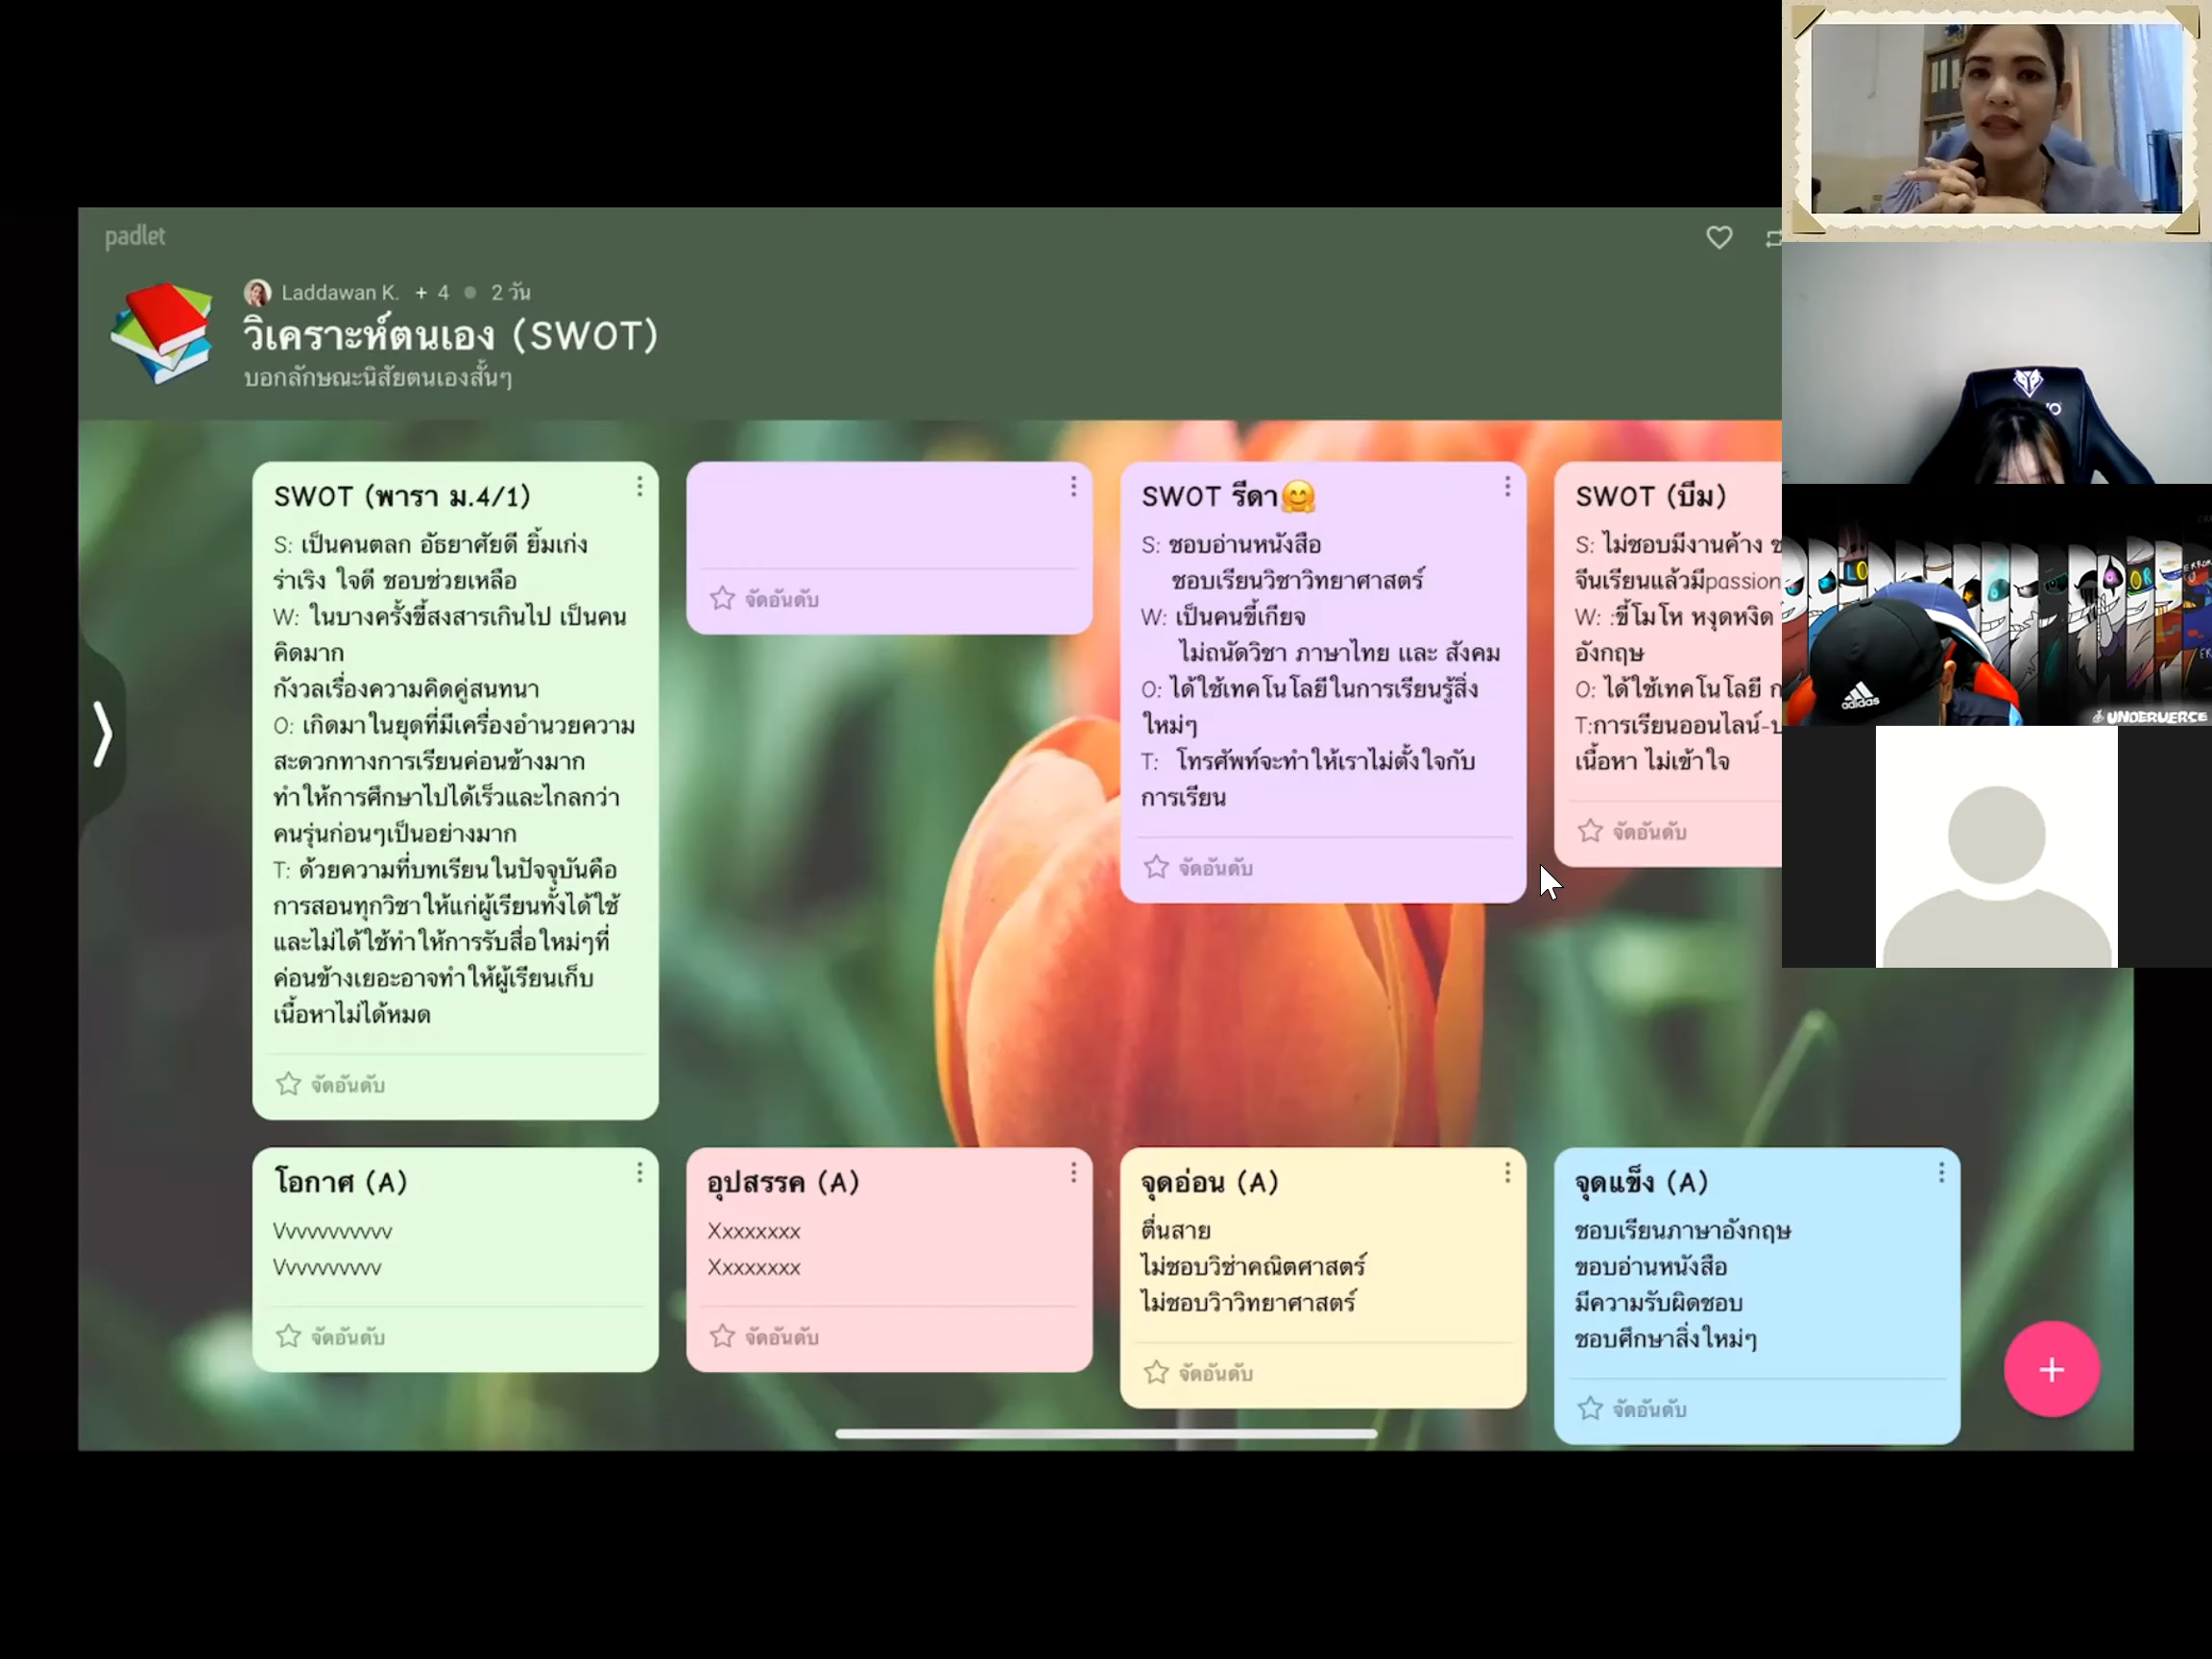 padlet
Laddawan K. + 4 2 วัน
วิเคราะห์ตนเอง (SWOT)
บอกลักษณะนิสัยตนเองสั้นๆ
SWOT (พารา ม.4/1)
S: เป็นคนตลก อัธยาศัยดี ยิ้มเก่ง
ร่าเริง ใจดี ชอบช่วยเหลือ
W: ในบางครั้งขี้สงสารเกินไป เป็นคน
คิดมาก
กังวลเรื่องความคิดคู่สนทนา
O: เกิดมาในยุดที่มีเครื่องอำนวยความ
สะดวกทางการเรียนค่อนข้างมาก
ทำให้การศึกษาไปได้เร็วและไกลกว่า
คนรุ่นก่อนๆเป็นอย่างมาก
T: ด้วยความที่บทเรียนในปัจจุบันคือ
การสอนทุกวิชาให้แก่ผู้เรียนทั้งได้ใช้
และไม่ได้ใช้ทำให้การรับสื่อใหม่ๆที่
ค่อนข้างเยอะอาจทำให้ผู้เรียนเก็บ
เนื้อหาไม่ได้หมด
จัดอันดับ
จัดอันดับ
SWOT รีดา🤗
S: ชอบอ่านหนังสือ
ชอบเรียนวิชาวิทยาศาสตร์
W: เป็นคนขี้เกียจ
ไม่ถนัดวิชา ภาษาไทย และ สังคม
O: ได้ใช้เทคโนโลยีในการเรียนรู้สิ่ง
ใหม่ๆ
T: โทรศัพท์จะทำให้เราไม่ตั้งใจกับ
การเรียน
จัดอันดับ
SWOT (บีม)
S: ไม่ชอบมีงานค้าง ช
จีนเรียนแล้วมีpassion
W: :ขี้โมโห หงุดหงิด
อังกฤษ
O: ได้ใช้เทคโนโลยี ก
T:การเรียนออนไลน์-บ
เนื้อหา ไม่เข้าใจ
จัดอันดับ
โอกาศ (A)
Vvvvvvvvvv
Vvvvvvvvv
จัดอันดับ
อุปสรรค (A)
Xxxxxxxx
Xxxxxxxx
จัดอันดับ
จุดอ่อน (A)
ตื่นสาย
ไม่ชอบวิช่าคณิตศาสตร์
ไม่ชอบวิาวิทยาศาสตร์
จัดอันดับ
จุดแข็ง (A)
ชอบเรียนภาษาอังกฤษ
ขอบอ่านหนังสือ
มีความรับผิดชอบ
ชอบศึกษาสิ่งใหม่ๆ
จัดอันดับ
adidas
UNDERVERCE